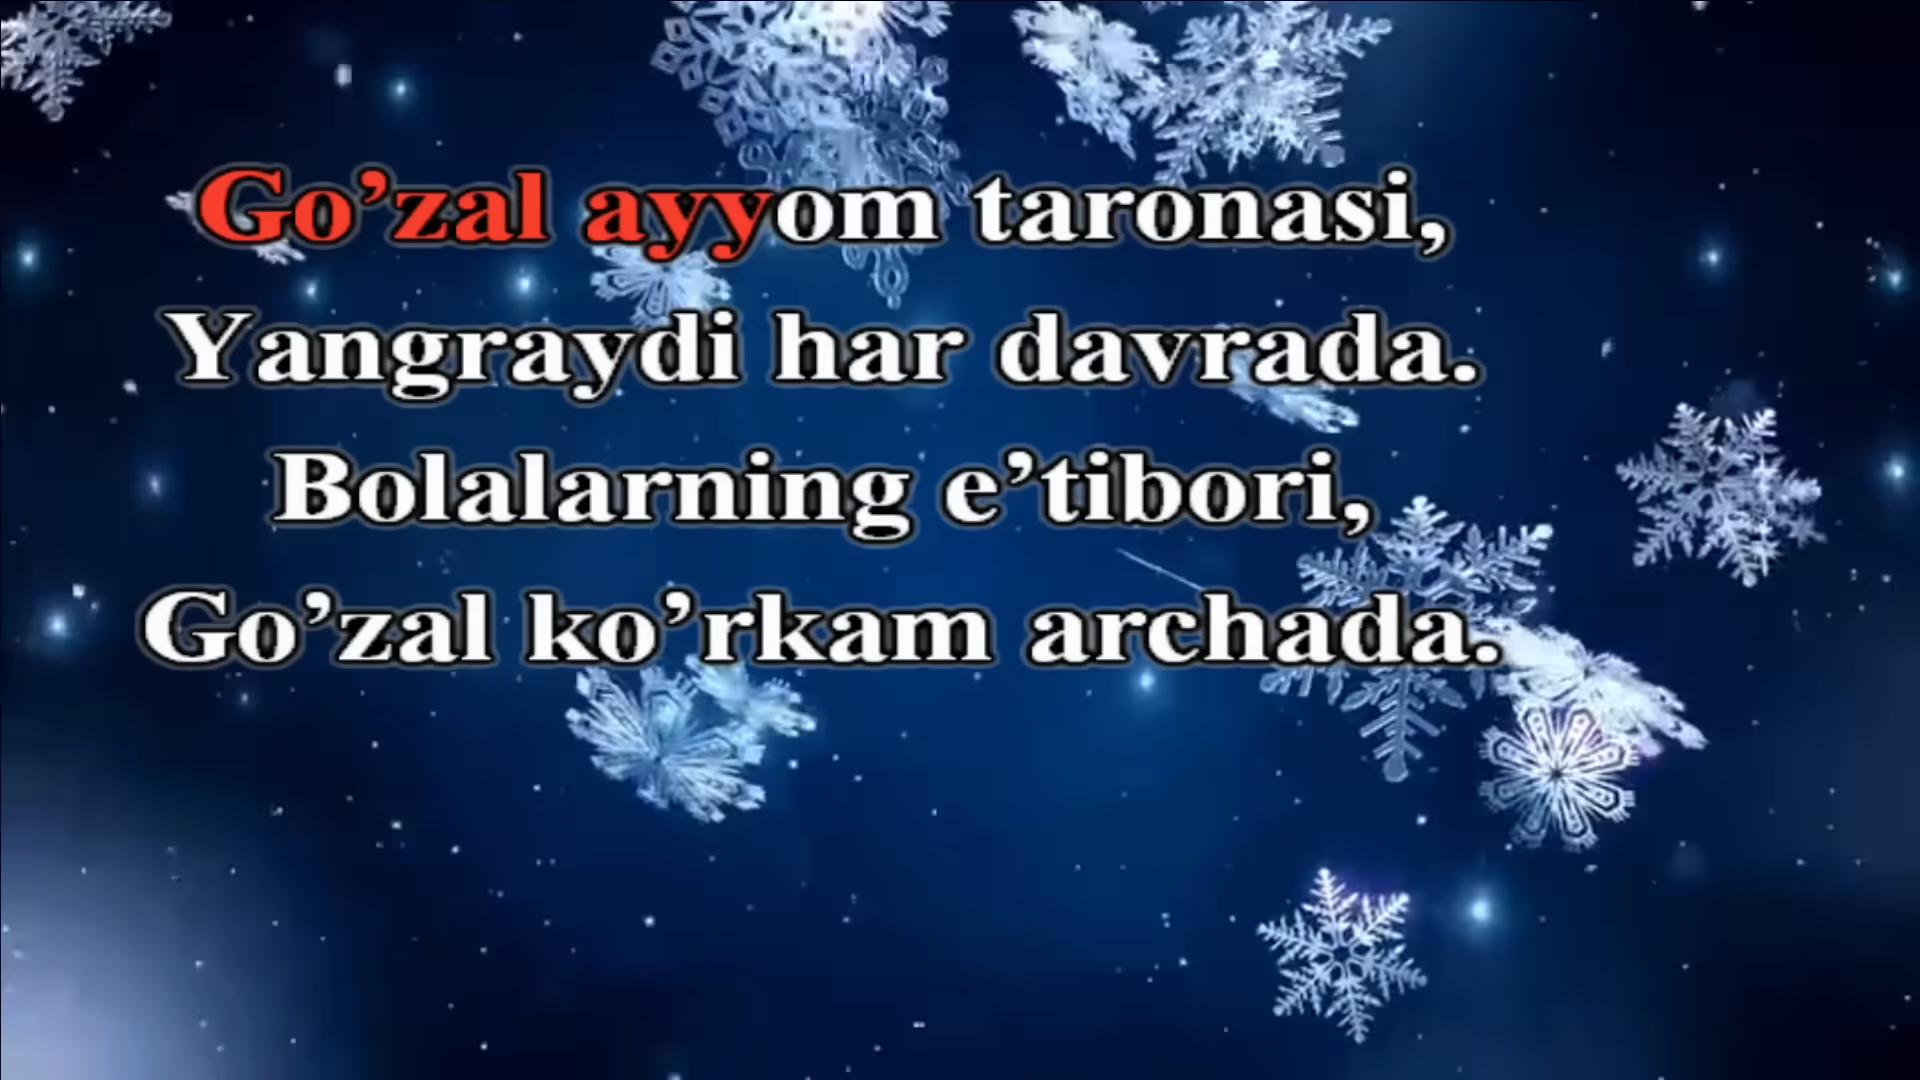 Go’zal ayyom taronasi,
Yangraydi har davrada.
Bolalarning e’tibori,
Go’zal ko’rkam archada.